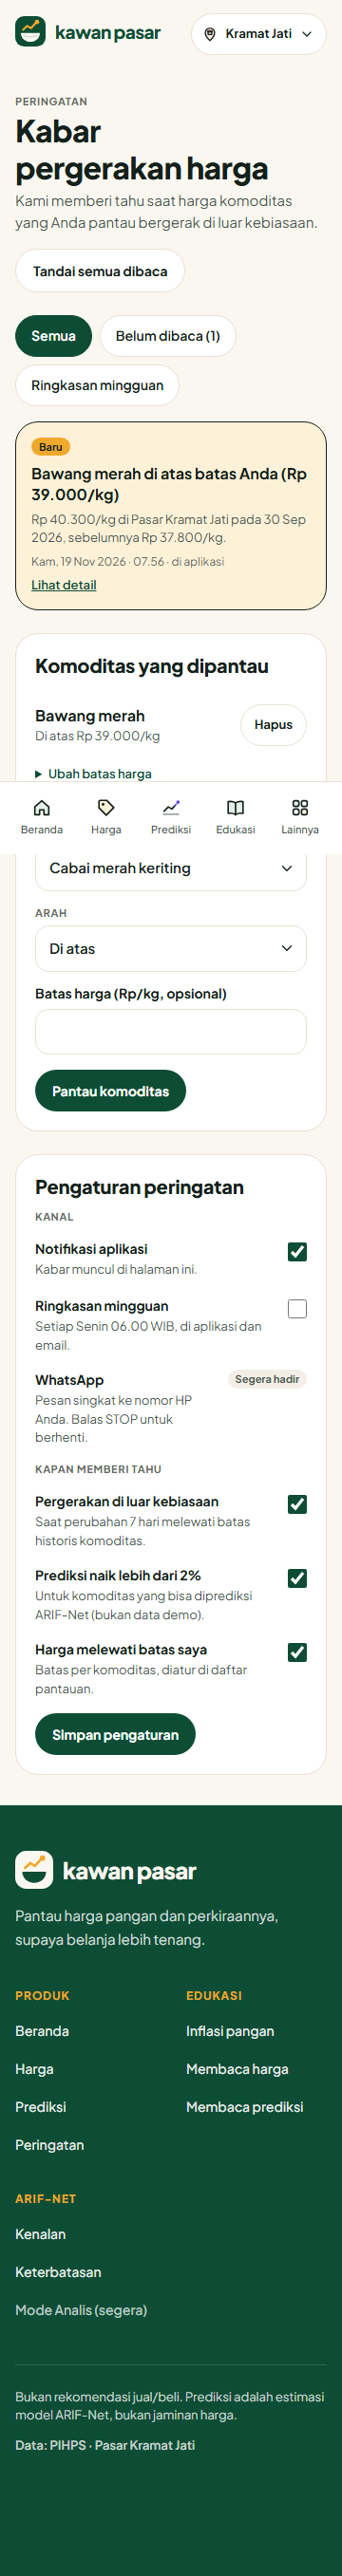 kawan pasar
Kramat Jati
PERINGATAN
Kabar
pergerakan harga
Kami memberi tahu saat harga komoditas
yang Anda pantau bergerak di luar kebiasaan.
Tandai semua dibaca
Semua
Belum dibaca (1)
Ringkasan mingguan
Baru
Bawang merah di atas batas Anda (Rp
39.000/kg)
Rp 40.300/kg di Pasar Kramat Jati pada 30 Sep
2026, sebelumnya Rp 37.800/kg.
Kam, 19 Nov 2026 · 07.56 · di aplikasi
Lihat detail
Komoditas yang dipantau
Bawang merah
Di atas Rp 39.000/kg
Hapus
Ubah batas harga
Beranda
Harga
Prediksi
Edukasi
Lainnya
Cabai merah keriting
ARAH
Di atas
Batas harga (Rp/kg, opsional)
Pantau komoditas
Pengaturan peringatan
KANAL
Notifikasi aplikasi
Kabar muncul di halaman ini.
Ringkasan mingguan
Setiap Senin 06.00 WIB, di aplikasi dan
email.
WhatsApp
Segera hadir
Pesan singkat ke nomor HP
Anda. Balas STOP untuk
berhenti.
KAPAN MEMBERI TAHU
Pergerakan di luar kebiasaan
Saat perubahan 7 hari melewati batas
historis komoditas.
Prediksi naik lebih dari 2%
Untuk komoditas yang bisa diprediksi
ARIF-Net (bukan data demo).
Harga melewati batas saya
Batas per komoditas, diatur di daftar
pantauan.
Simpan pengaturan
kawan pasar
Pantau harga pangan dan perkiraannya,
supaya belanja lebih tenang.
PRODUK
Beranda
Harga
Prediksi
Peringatan
EDUKASI
Inflasi pangan
Membaca harga
Membaca prediksi
ARIF-NET
Kenalan
Keterbatasan
Mode Analis (segera)
Bukan rekomendasi jual/beli. Prediksi adalah estimasi
model ARIF-Net, bukan jaminan harga.
Data: PIHPS · Pasar Kramat Jati